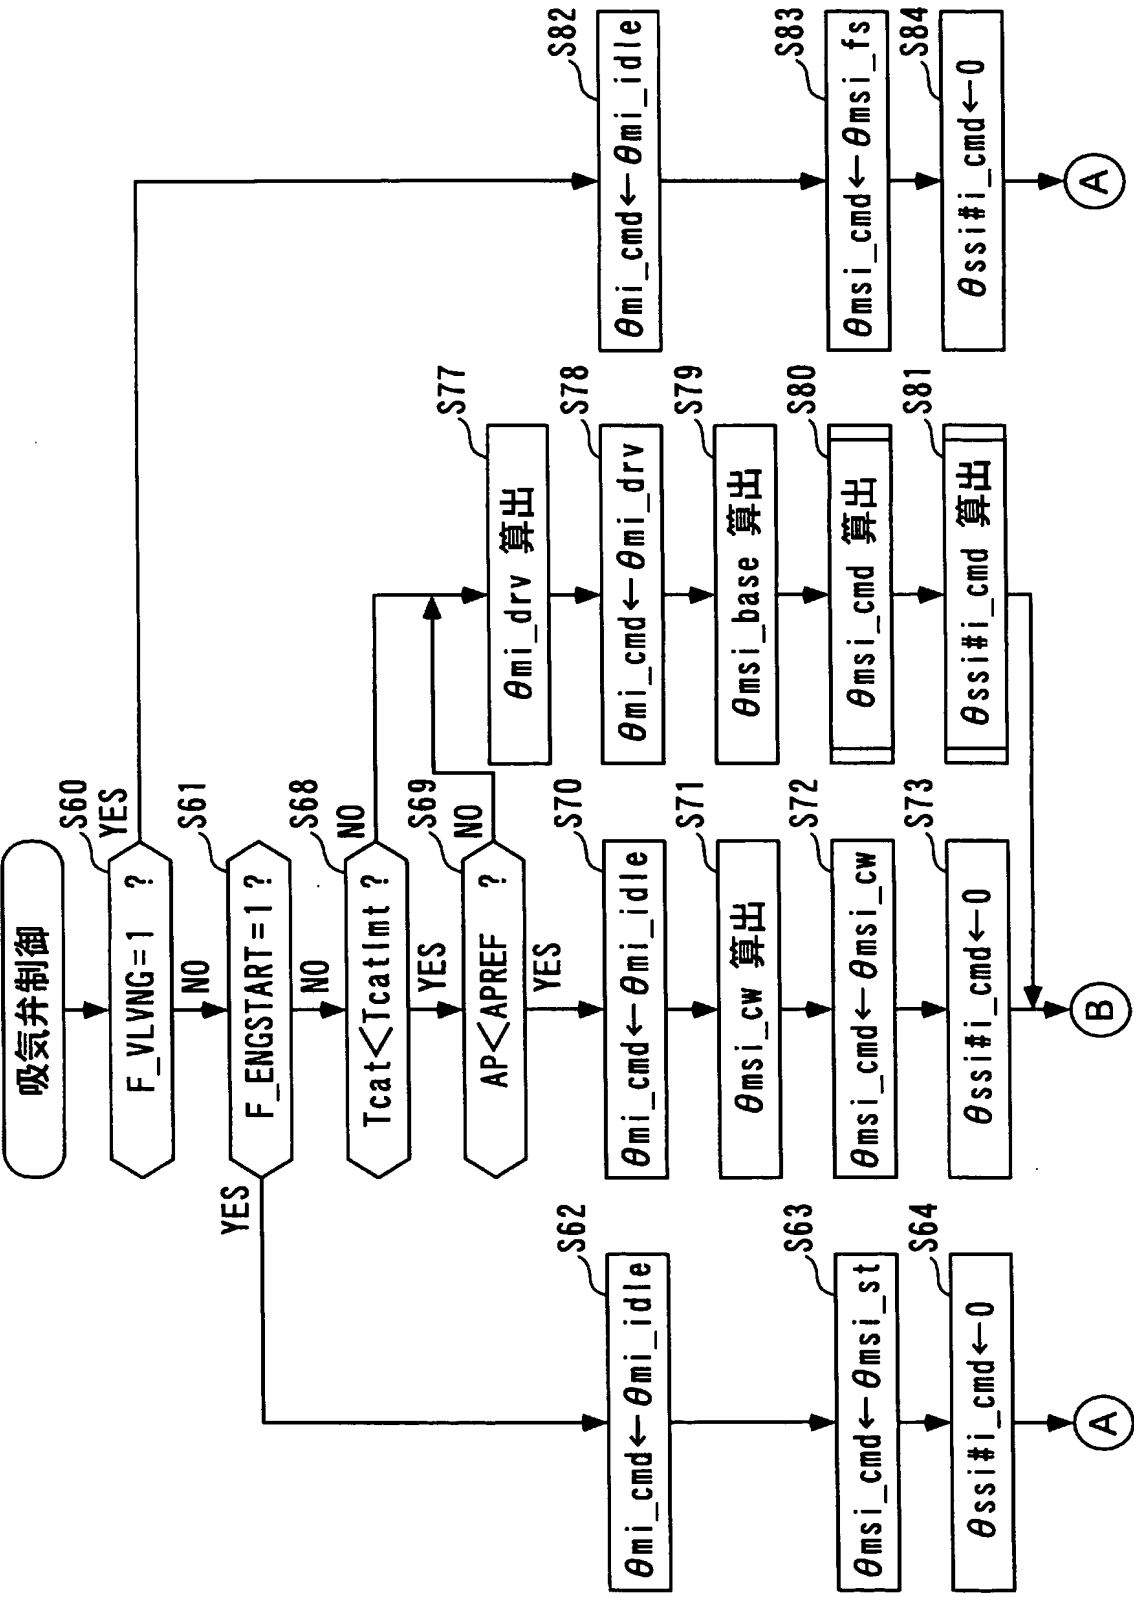 吸気弁制御
S60
F_VLVNG=1 ?
YES
NO
S61
F_ENGSTART=1?
YES
NO
S68
Tcat<Tcatlmt?
NO
YES
S69
AP<APREF ?
NO
YES
S62
θmi_cmd←θmi_idle
S63
θmsi_cmd←θmsi_st
S64
θssi#i_cmd←0
A
S70
θmi_cmd←θmi_idle
S71
θmsi_cw 算出
S72
θmsi_cmd←θmsi_cw
S73
θssi#i_cmd←0
B
S77
θmi_drv 算出
S78
θmi_cmd←θmi_drv
S79
θmsi_base 算出
S80
θmsi_cmd 算出
S81
θssi#i_cmd 算出
S82
θmi_cmd←θmi_idle
S83
θmsi_cmd←θmsi_fs
S84
θssi#i_cmd←0
A